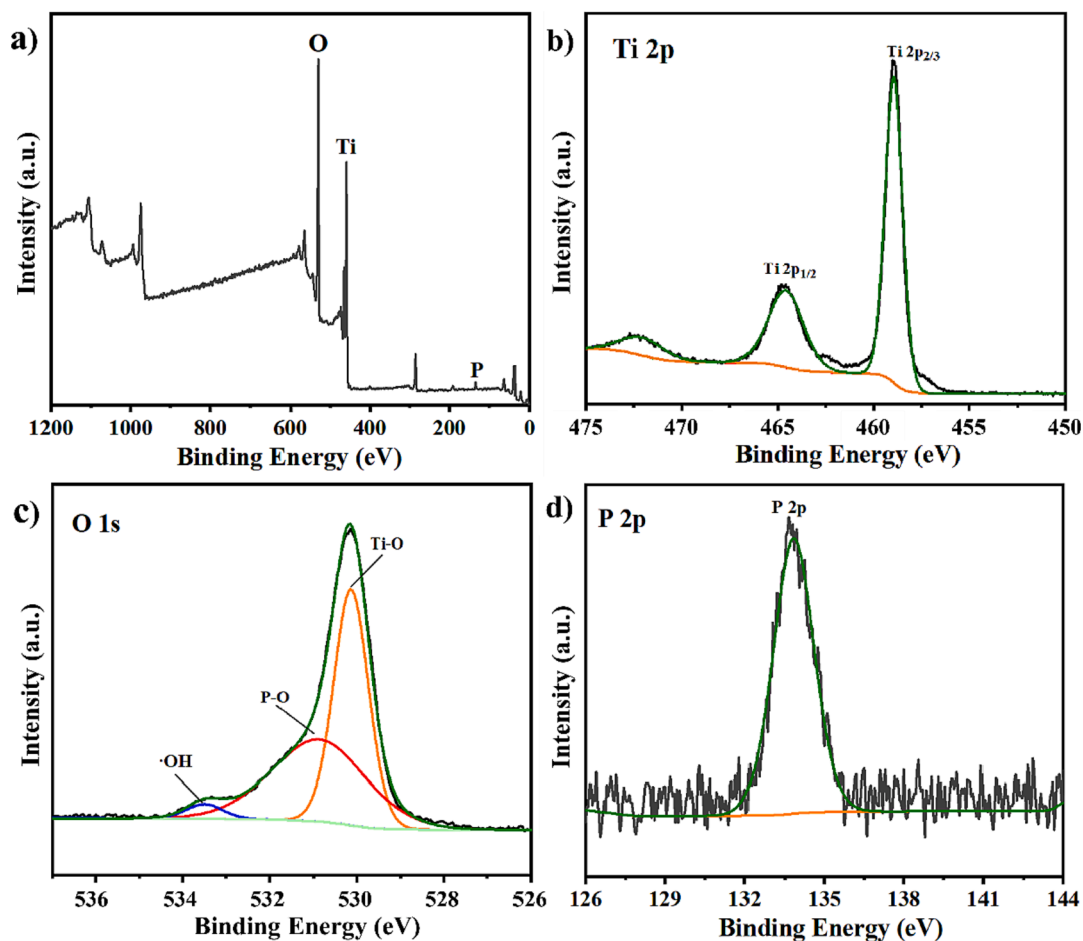 a)
O
Ti
P
Intensity (a.u.)
1200 1000 800 600 400 200 0
Binding Energy (eV)
b)
Ti 2p
Ti 2p2/3
Ti 2p1/2
Intensity (a.u.)
475 470 465 460 455 450
Binding Energy (eV)
c)
O 1s
Ti-O
P-O
·OH
Intensity (a.u.)
536 534 532 530 528 526
Binding Energy (eV)
d)
P 2p
P 2p
Intensity (a.u.)
126 129 132 135 138 141 144
Binding Energy (eV)